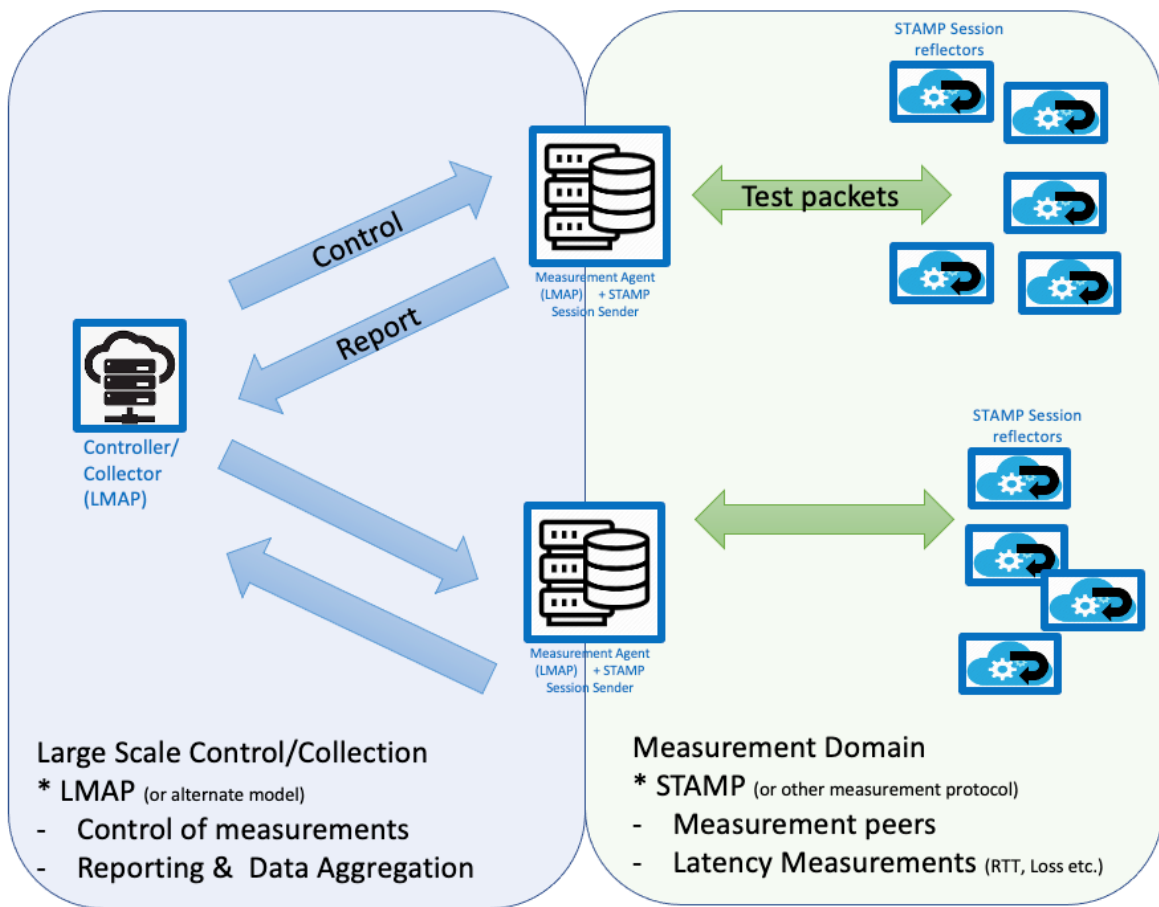 STAMP Session
reflectors
Control
Test packets
Measurement Agent
(LMAP) + STAMP
Session Sender
Report
Controller/
Collector
(LMAP)
STAMP Session
reflectors
Measurement Agent
(LMAP) + STAMP
Session Sender
Large Scale Control/Collection
* LMAP (or alternate model)
- Control of measurements
- Reporting & Data Aggregation
Measurement Domain
* STAMP (or other measurement protocol)
- Measurement peers
- Latency Measurements (RTT, Loss etc.)